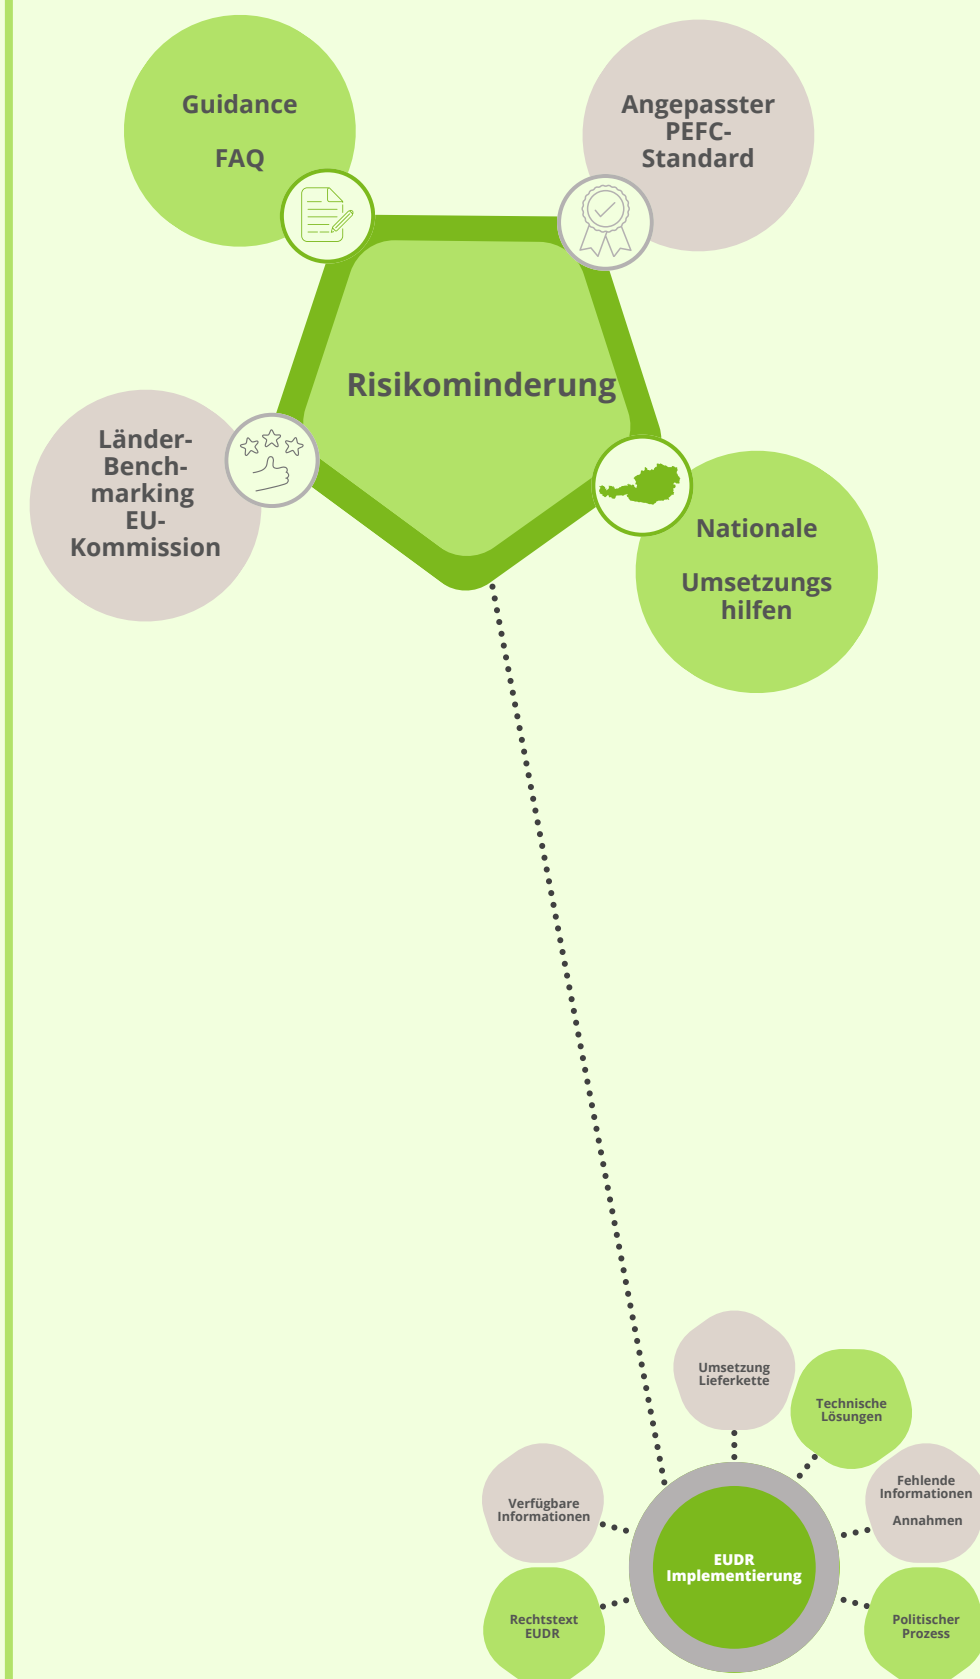 Guidance
FAQ
Angepasster
PEFC-
Standard
Risikominderung
Länder-
Bench-
marking
EU-
Kommission
Nationale
Umsetzungs
hilfen
Umsetzung
Lieferkette
Technische
Lösungen
Verfügbare
Informationen
Fehlende
Informationen
Annahmen
EUDR
Implementierung
Rechtstext
EUDR
Politischer
Prozess